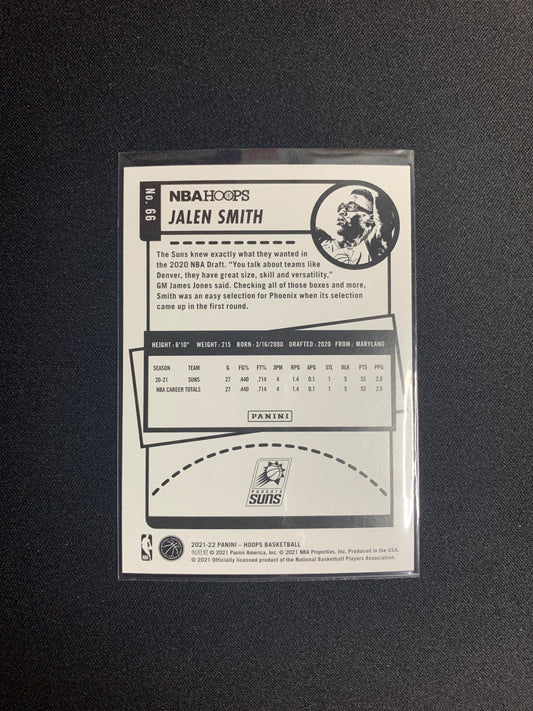 No. 66
NBA HOOPS
JALEN SMITH
The Suns knew exactly what they wanted in
the 2020 NBA Draft. “You talk about teams like
Denver, they have great size, skill and versatility,”
GM James Jones said. Checking all of those boxes and more,
Smith was an easy selection for Phoenix when its selection
came up in the first round.
HEIGHT: 6'10" WEIGHT: 215 BORN: 3/16/2000 DRAFTED: 2020 FROM: MARYLAND
SEASON TEAM G FG% FT% 3PM RPG APG STL BLK PTS PPG
20-21 SUNS 27 .440 .714 4 1.4 0.1 1 5 53 2.0
NBA CAREER TOTALS 27 .440 .714 4 1.4 0.1 1 5 53 2.0
PANINI
PHOENIX
SUNS
2021-22 PANINI – HOOPS BASKETBALL
帕尼尼 © 2021 Panini America, Inc. © 2021 NBA Properties, Inc. Produced in the USA.
© 2021 Officially licensed product of the National Basketball Players Association.